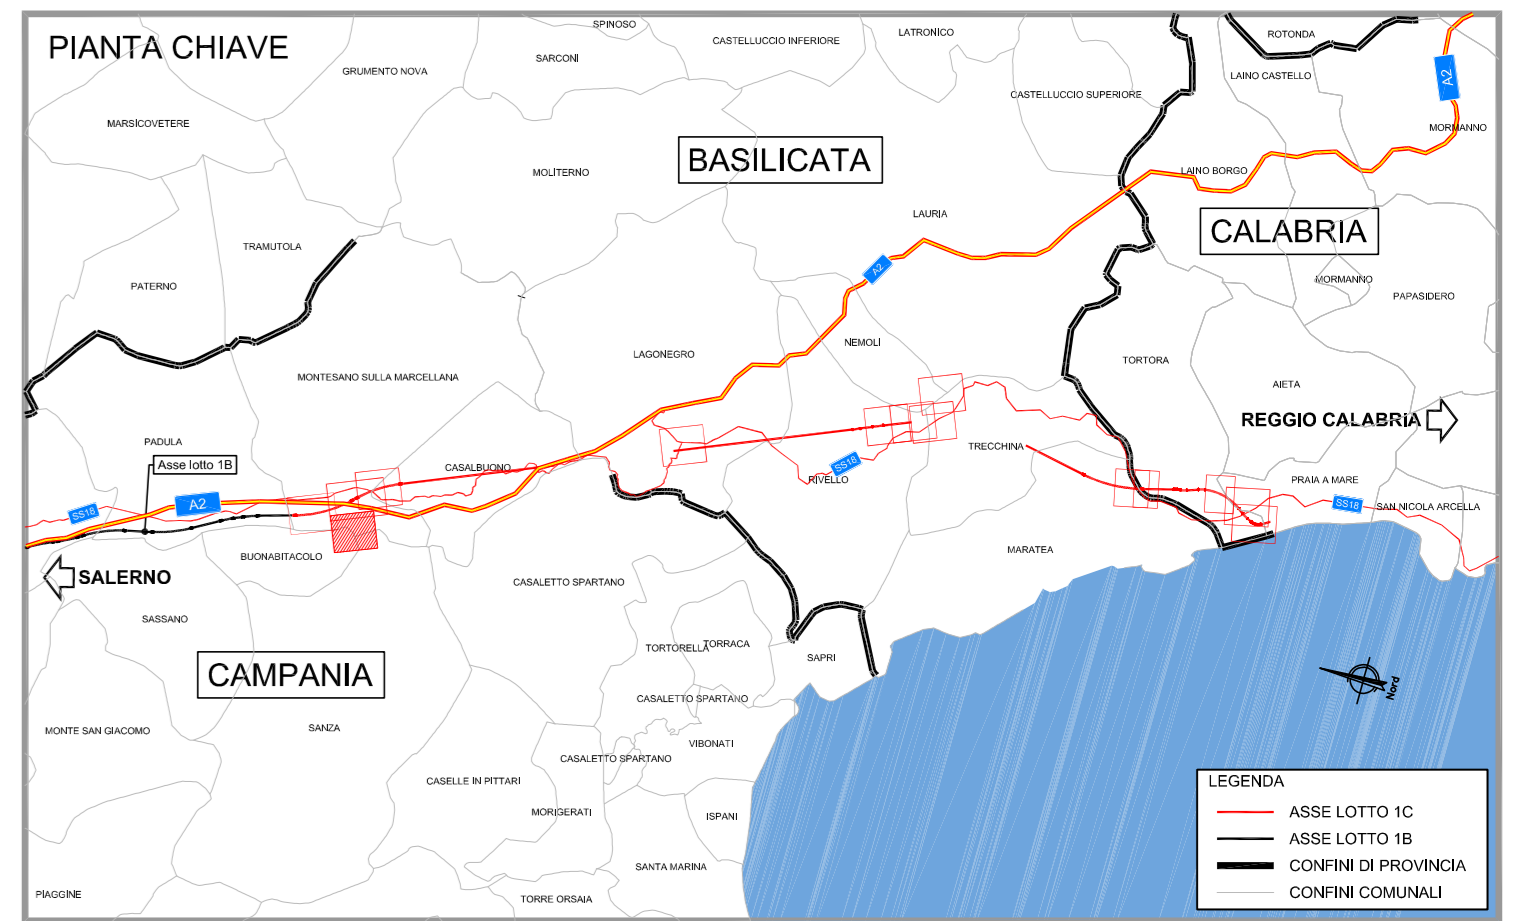 PIANTA CHIAVE
SPINOSO
LATRONICO
ROTONDA
CASTELLUCCIO INFERIORE
SARCONI
GRUMENTO NOVA
LAINO CASTELLO
A2
CASTELLUCCIO SUPERIORE
MARSICOVETERE
MORMANNO
BASILICATA
MOLITERNO
LAINO BORGO
LAURIA
CALABRIA
TRAMUTOLA
A2
MORMANNO
PATERNO
PAPASIDERO
NEMOLI
LAGONEGRO
TORTORA
MONTESANO SULLA MARCELLANA
AIETA
REGGIO CALABRIA
PADULA
TRECCHINA
Asse lotto 1B
CASALBUONO
SS18
RIVELLO
PRAIA A MARE
A2
SS18
SAN NICOLA ARCELLA
SS18
MARATEA
BUONABITACOLO
SALERNO
CASALETTO SPARTANO
SASSANO
TORRACA
TORTORELLA
SAPRI
CAMPANIA
Nord
CASALETTO SPARTANO
SANZA
MONTE SAN GIACOMO
VIBONATI
CASALETTO SPARTANO
CASELLE IN PITTARI
LEGENDA
MORIGERATI
ISPANI
ASSE LOTTO 1C
ASSE LOTTO 1B
CONFINI DI PROVINCIA
CONFINI COMUNALI
SANTA MARINA
PIAGGINE
TORRE ORSAIA